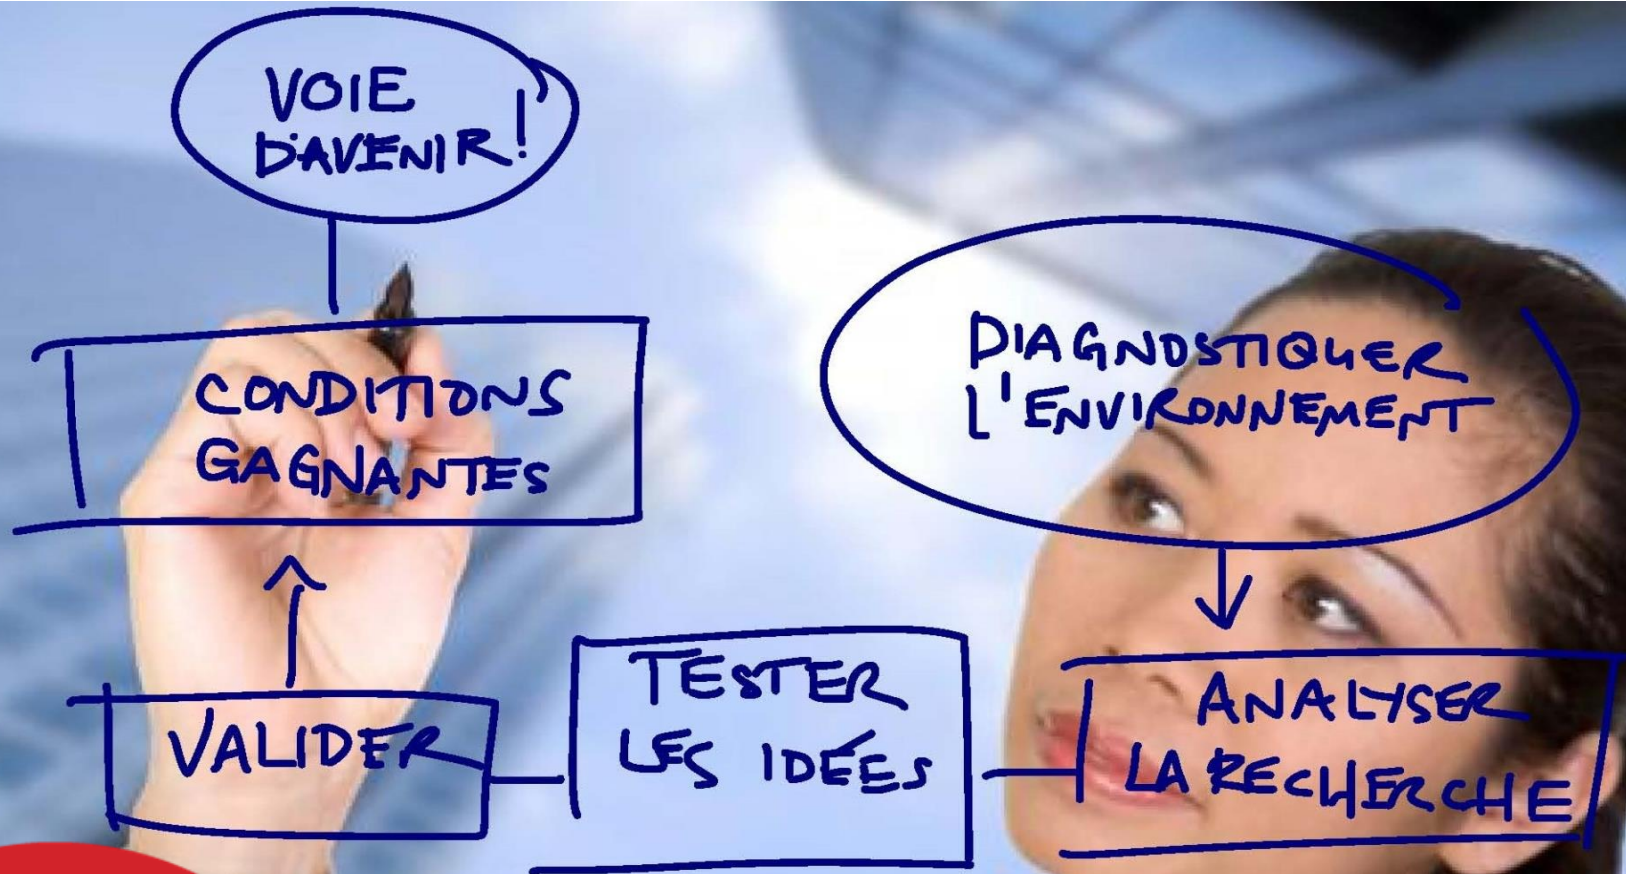 VOIE
D'AVENIR!
CONDITIONS
GAGNANTES
DIAGNOSTIQUER
L'ENVIRONNEMENT
VALIDER
TESTER
LES IDÉES
ANALYSER
LA RECHERCHE